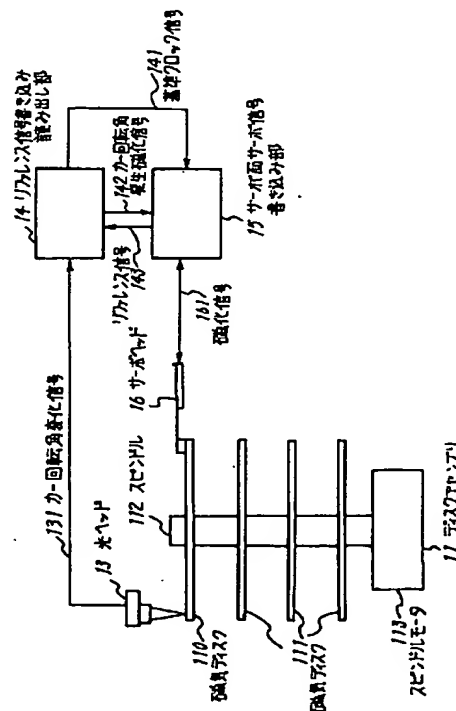 14 リファレンス信号書き込み
読み出し部
141
基準クロック信号
142 カー回転角
発生磁化信号
リファレンス信号
143
15 サーボ面サーボ信号
書き込み部
131 カー回転角変化信号
161
磁化信号
16 サーボヘッド
13 光ヘッド
112 スピンドル
110
磁気ディスク
111
磁気ディスク
113
スピンドルモータ
11 ディスクアセンブリ